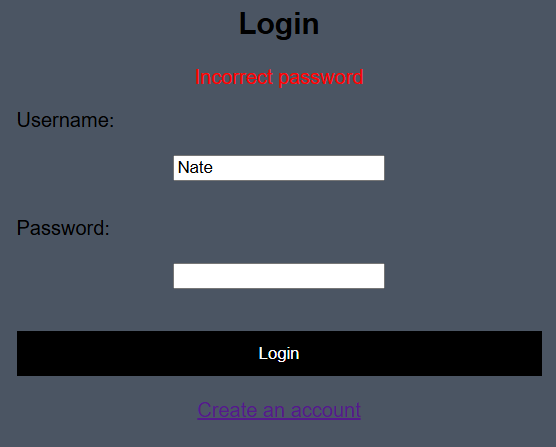 Login
Incorrect password
Username:
Nate
Password:
Login
Create an account